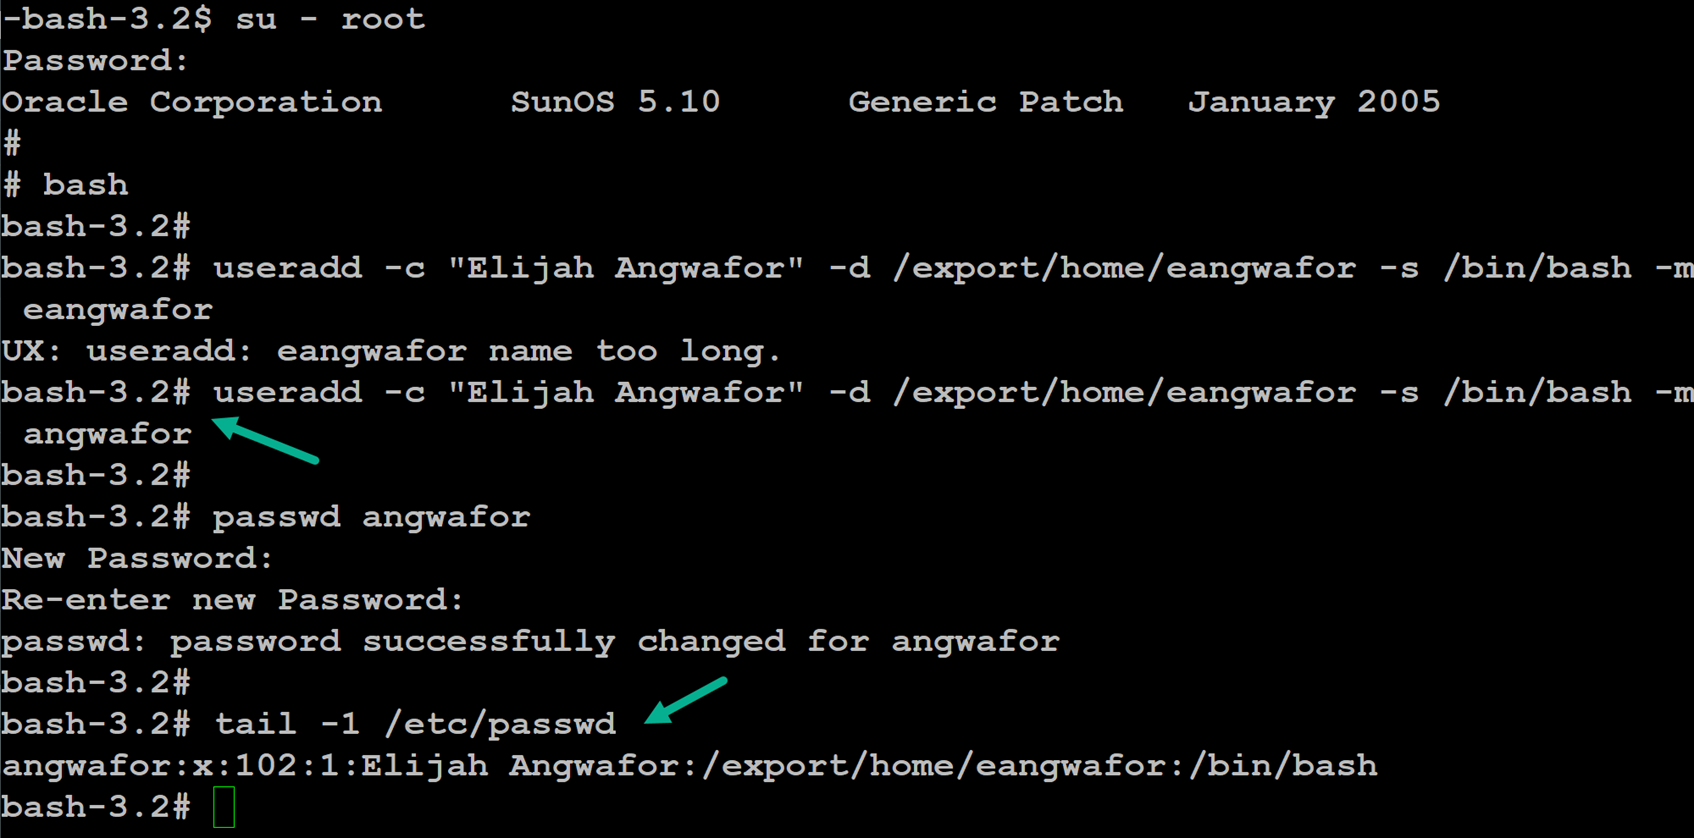 -bash-3.2$ su - root
Password:
Oracle Corporation      SunOS 5.10      Generic Patch   January 2005
#
# bash
bash-3.2#
bash-3.2# useradd -c "Elijah Angwafor" -d /export/home/eangwafor -s /bin/bash -m
 eangwafor
UX: useradd: eangwafor name too long.
bash-3.2# useradd -c "Elijah Angwafor" -d /export/home/eangwafor -s /bin/bash -m
 angwafor
bash-3.2#
bash-3.2# passwd angwafor
New Password:
Re-enter new Password:
passwd: password successfully changed for angwafor
bash-3.2#
bash-3.2# tail -1 /etc/passwd
angwafor:x:102:1:Elijah Angwafor:/export/home/eangwafor:/bin/bash
bash-3.2#